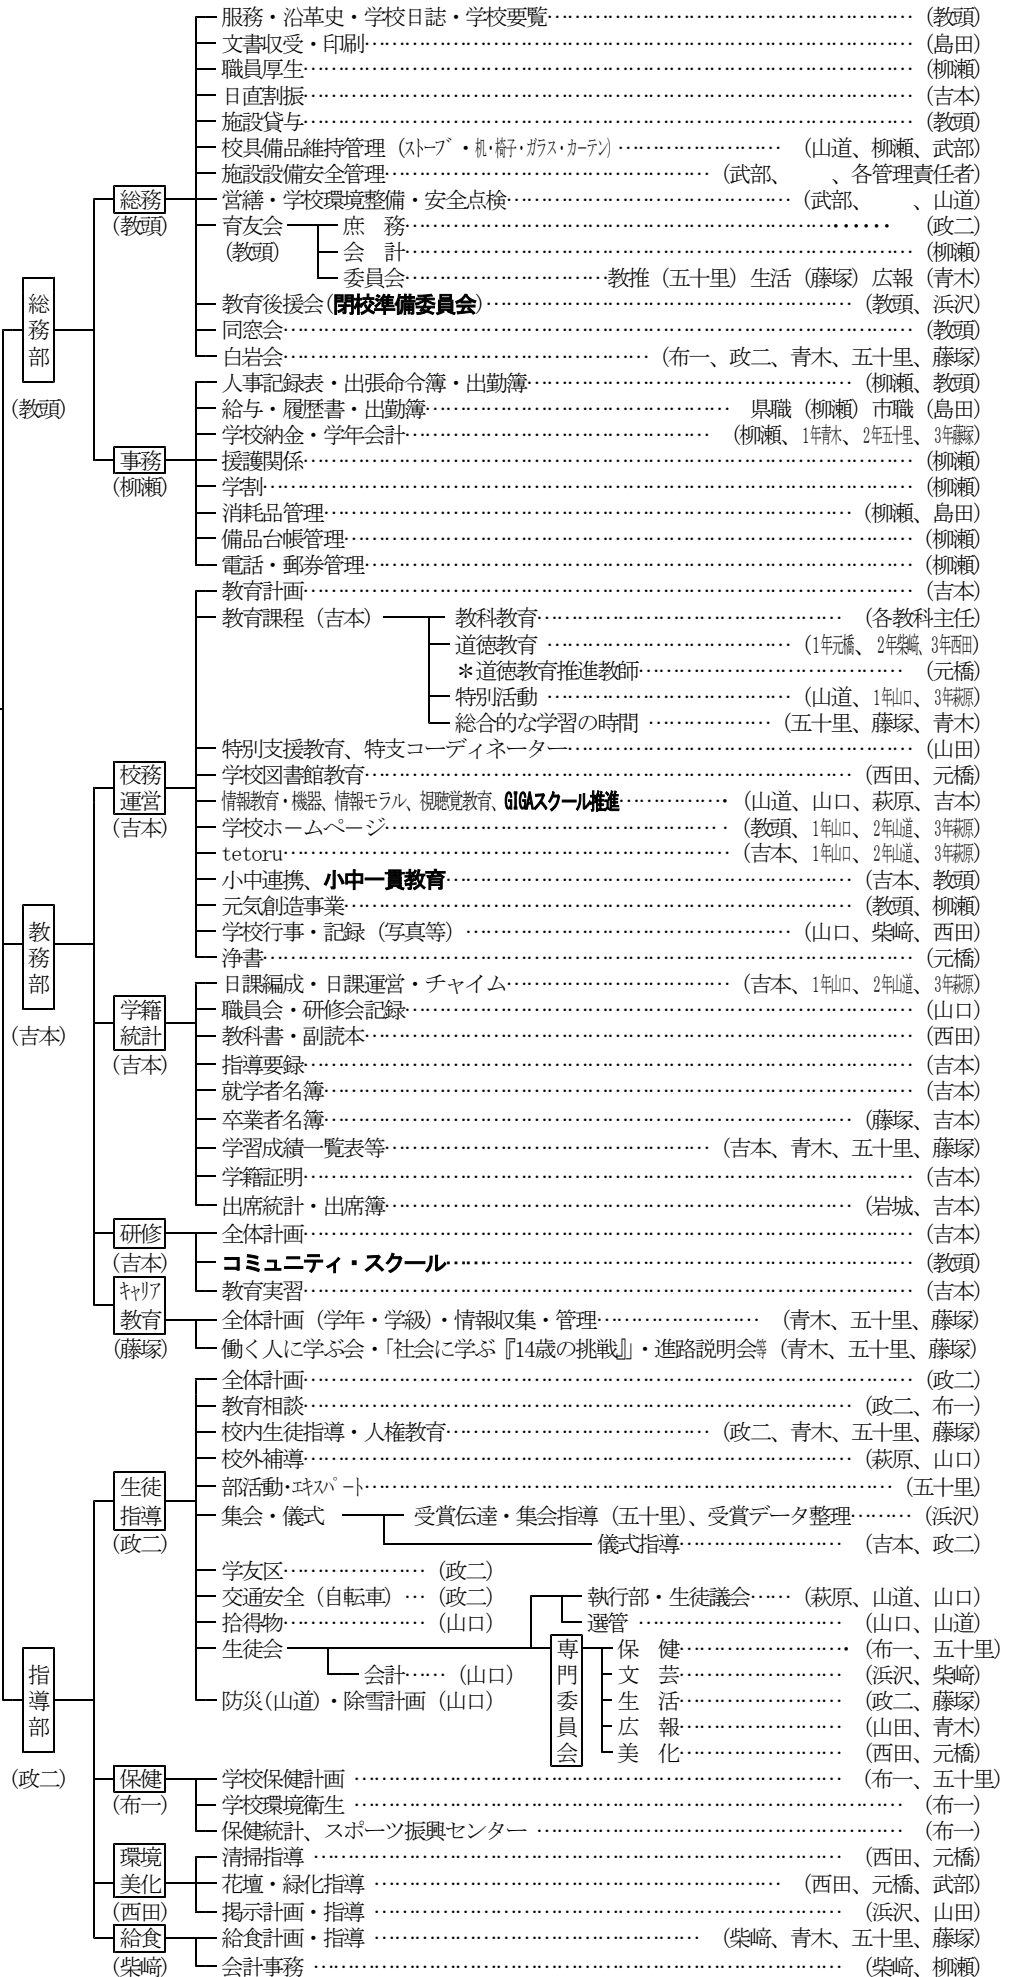 服務・沿革史・学校日誌・学校要覧……(教頭)
文書収受・印刷……(島田)
職員厚生……(柳瀬)
日直割振……(吉本)
施設貸与……(教頭)
校具備品維持管理(ストーブ・机・椅子・ガラス・カーテン)……(山道、柳瀬、武部)
施設設備安全管理……(武部、　　、各管理責任者)
総務 営繕・学校環境整備・安全点検……(武部、　　、山道)
(教頭) 育友会 庶　務……(政二)
(教頭) 会　計……(柳瀬)
委員会……教推(五十里)生活(藤塚)広報(青木)
総務部 教育後援会(閉校準備委員会)……(教頭、浜沢)
同窓会……(教頭)
白岩会……(布一、政二、青木、五十里、藤塚)
人事記録表・出張命令簿・出勤簿……(柳瀬、教頭)
(教頭) 給与・履歴書・出勤簿……県職(柳瀬)市職(島田)
学校納金・学年会計……(柳瀬、1年青木、2年五十里、3年藤塚)
事務 援護関係……(柳瀬)
(柳瀬) 学割……(柳瀬)
消耗品管理……(柳瀬、島田)
備品台帳管理……(柳瀬)
電話・郵券管理……(柳瀬)
教育計画……(吉本)
教育課程(吉本) 教科教育……(各教科主任)
道徳教育……(1年元橋、2年柴崎、3年西田)
＊道徳教育推進教師……(元橋)
特別活動……(山道、1年山口、3年萩原)
総合的な学習の時間……(五十里、藤塚、青木)
特別支援教育、特支コーディネーター……(山田)
校務運営 学校図書館教育……(西田、元橋)
情報教育・機器、情報モラル、視聴覚教育、GIGAスクール推進……(山道、山口、萩原、吉本)
(吉本) 学校ホームページ……(教頭、1年山口、2年山道、3年萩原)
tetoru……(吉本、1年山口、2年山道、3年萩原)
小中連携、小中一貫教育……(吉本、教頭)
元気創造事業……(教頭、柳瀬)
教務部 学校行事・記録(写真等)……(山口、柴崎、西田)
浄書……(元橋)
日課編成・日課運営・チャイム……(吉本、1年山口、2年山道、3年萩原)
学籍統計 職員会・研修会記録……(山口)
(吉本) 教科書・副読本……(西田)
(吉本) 指導要録……(吉本)
就学者名簿……(吉本)
卒業者名簿……(藤塚、吉本)
学習成績一覧表等……(吉本、青木、五十里、藤塚)
学籍証明……(吉本)
出席統計・出席簿……(岩城、吉本)
研修 全体計画……(吉本)
(吉本) コミュニティ・スクール……(教頭)
キャリア教育 教育実習……(吉本)
全体計画(学年・学級)・情報収集・管理……(青木、五十里、藤塚)
(藤塚) 働く人に学ぶ会・「社会に学ぶ『14歳の挑戦』」・進路説明会等(青木、五十里、藤塚)
全体計画……(政二)
教育相談……(政二、布一)
校内生徒指導・人権教育……(政二、青木、五十里、藤塚)
校外補導……(萩原、山口)
生徒指導 部活動・エキスパート……(五十里)
集会・儀式 受賞伝達・集会指導(五十里)、受賞データ整理……(浜沢)
(政二) 儀式指導……(吉本、政二)
学友区……(政二)
交通安全(自転車)…(政二) 執行部・生徒議会……(萩原、山道、山口)
拾得物……(山口) 選管……(山口、山道)
生徒会 専門委員会 保　健……(布一、五十里)
指導部 会計……(山口) 文　芸……(浜沢、柴崎)
防災(山道)・除雪計画(山口) 生　活……(政二、藤塚)
広　報……(山田、青木)
美　化……(西田、元橋)
(政二) 保健 学校保健計画……(布一、五十里)
(布一) 学校環境衛生……(布一)
保健統計、スポーツ振興センター……(布一)
環境美化 清掃指導……(西田、元橋)
花壇・緑化指導……(西田、元橋、武部)
(西田) 掲示計画・指導……(浜沢、山田)
給食 給食計画・指導……(柴崎、青木、五十里、藤塚)
(柴崎) 会計事務……(柴崎、柳瀬)